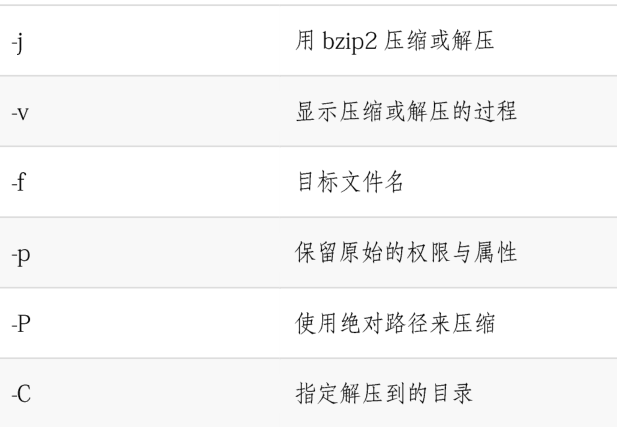 -j 用 bzip2 压缩或解压
-v 显示压缩或解压的过程
-f 目标文件名
-p 保留原始的权限与属性
-P 使用绝对路径来压缩
-C 指定解压到的目录